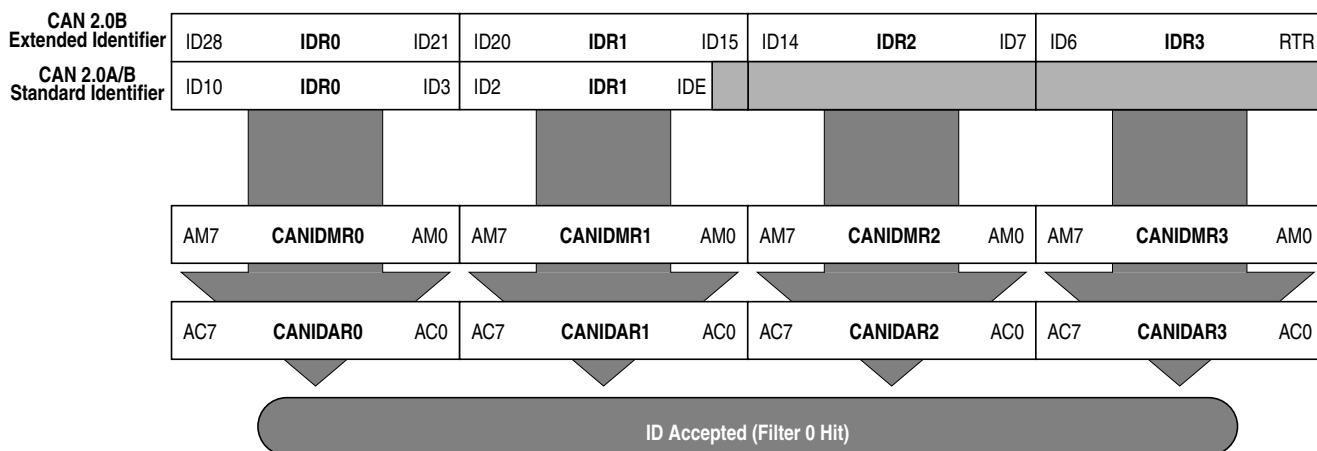 CAN 2.0B
Extended Identifier
ID28 IDR0 ID21 ID20 IDR1 ID15 ID14 IDR2 ID7 ID6 IDR3 RTR
CAN 2.0A/B
Standard Identifier
ID10 IDR0 ID3 ID2 IDR1 IDE
AM7 CANIDMR0 AM0 AM7 CANIDMR1 AM0 AM7 CANIDMR2 AM0 AM7 CANIDMR3 AM0
AC7 CANIDAR0 AC0 AC7 CANIDAR1 AC0 AC7 CANIDAR2 AC0 AC7 CANIDAR3 AC0
ID Accepted (Filter 0 Hit)